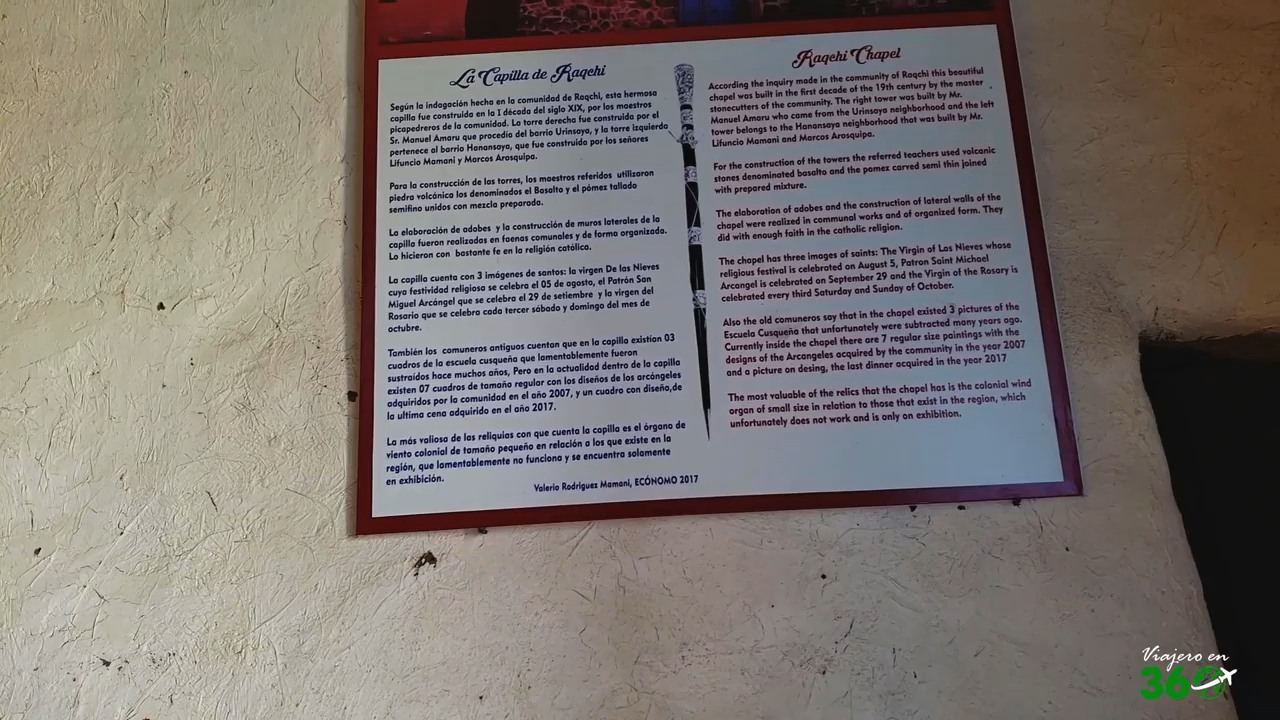 La Capilla de Raqchi
Según la indagación hecha en la comunidad de Raqchi, esta hermosa
capilla fue construida en la I década del siglo XIX, por los maestros
picapedreros de la comunidad. La torre derecha fue construida por el
Sr. Manuel Amaru que procedía del barrio Urinsaya, y la torre izquierda
pertenece al barrio Hanansaya, que fue construida por los señores
Lifuncio Mamani y Marcos Arosquipa.
Para la construcción de las torres, los maestros referidos utilizaron
piedra volcánica los denominados el Basalto y el pómez tallado
semifino unidos con mezcla preparada.
La elaboración de adobes y la construcción de muros laterales de la
capilla fueron realizadas en faenas comunales y de forma organizada.
Lo hicieron con bastante fe en la religión católica.
La capilla cuenta con 3 imágenes de santos: la virgen De las Nieves
cuya festividad religiosa se celebra el 05 de agosto, el Patrón San
Miguel Arcángel que se celebra el 29 de setiembre y la virgen del
Rosario que se celebra cada tercer sábado y domingo del mes de
octubre.
También los comuneros antiguos cuentan que en la capilla existían 03
cuadros de la escuela cusqueña que lamentablemente fueron
sustraídos hace muchos años, Pero en la actualidad dentro de la capilla
existen 07 cuadros de tamaño regular con los diseños de los arcángeles
adquiridos por la comunidad en el año 2007, y un cuadro con diseño,de
la ultima cena adquirido en el año 2017.
La más valiosa de las reliquias con que cuenta la capilla es el órgano de
viento colonial de tamaño pequeño en relación a los que existe en la
región, que lamentablemente no funciona y se encuentra solamente
en exhibición.
Valerio Rodriguez Mamani, ECÓNOMO 2017
Raqchi Chapel
According the inquiry made in the community of Raqchi this beautiful
chapel was built in the first decade of the 19th century by the master
stonecutters of the community. The right tower was built by Mr.
Manuel Amaru who came from the Urinsaya neighborhood and the left
tower belongs to the Hanansaya neighborhood that was built by Mr.
Lifuncio Mamani and Marcos Arosquipa.
For the construction of the towers the referred teachers used volcanic
stones denominated basalto and the pomez carved semi thin joined
with prepared mixture.
The elaboration of adobes and the construction of lateral walls of the
chapel were realized in communal works and of organized form. They
did with enough faith in the catholic religion.
The chapel has three images of saints: The Virgen of Las Nieves whose
religious festival is celebrated on August 5, Patron Saint Michael
Arcangel is celebrated on September 29 and the Virgin of the Rosary is
celebrated every third Saturday and Sunday of October.
Also the old comuneros say that in the chapel existed 3 pictures of the
Escuela Cusqueña that unfortunately were subtracted many years ago.
Currently inside the chapel there are 7 regular size paintings with the
designs of the Arcangeles acquired by the community in the year 2007
and a picture on desing, the last dinner acquired in the year 2017
The most valuable of the relics that the chapel has is the colonial wind
organ of small size in relation to those that exist in the region, which
unfortunately does not work and is only on exhibition.
Viajero en
360